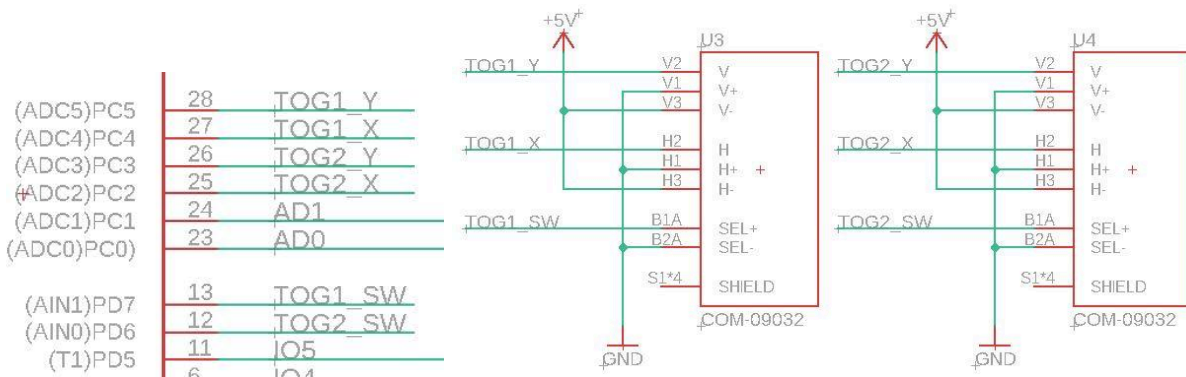 (ADC5)PC5 28 TOG1_Y
(ADC4)PC4 27 TOG1_X
(ADC3)PC3 26 TOG2_Y
(ADC2)PC2 25 TOG2_X
(ADC1)PC1 24 AD1
(ADC0)PC0) 23 AD0
(AIN1)PD7 13 TOG1_SW
(AIN0)PD6 12 TOG2_SW
(T1)PD5 11 IO5
6 IO4
+5V
U3
TOG1_Y V2 V
V1 V+
V3 V-
TOG1_X H2 H
H1 H+
H3 H-
TOG1_SW B1A SEL+
B2A SEL-
S1*4 SHIELD
COM-09032
GND
+5V
U4
TOG2_Y V2 V
V1 V+
V3 V-
TOG2_X H2 H
H1 H+
H3 H-
TOG2_SW B1A SEL+
B2A SEL-
S1*4 SHIELD
COM-09032
GND